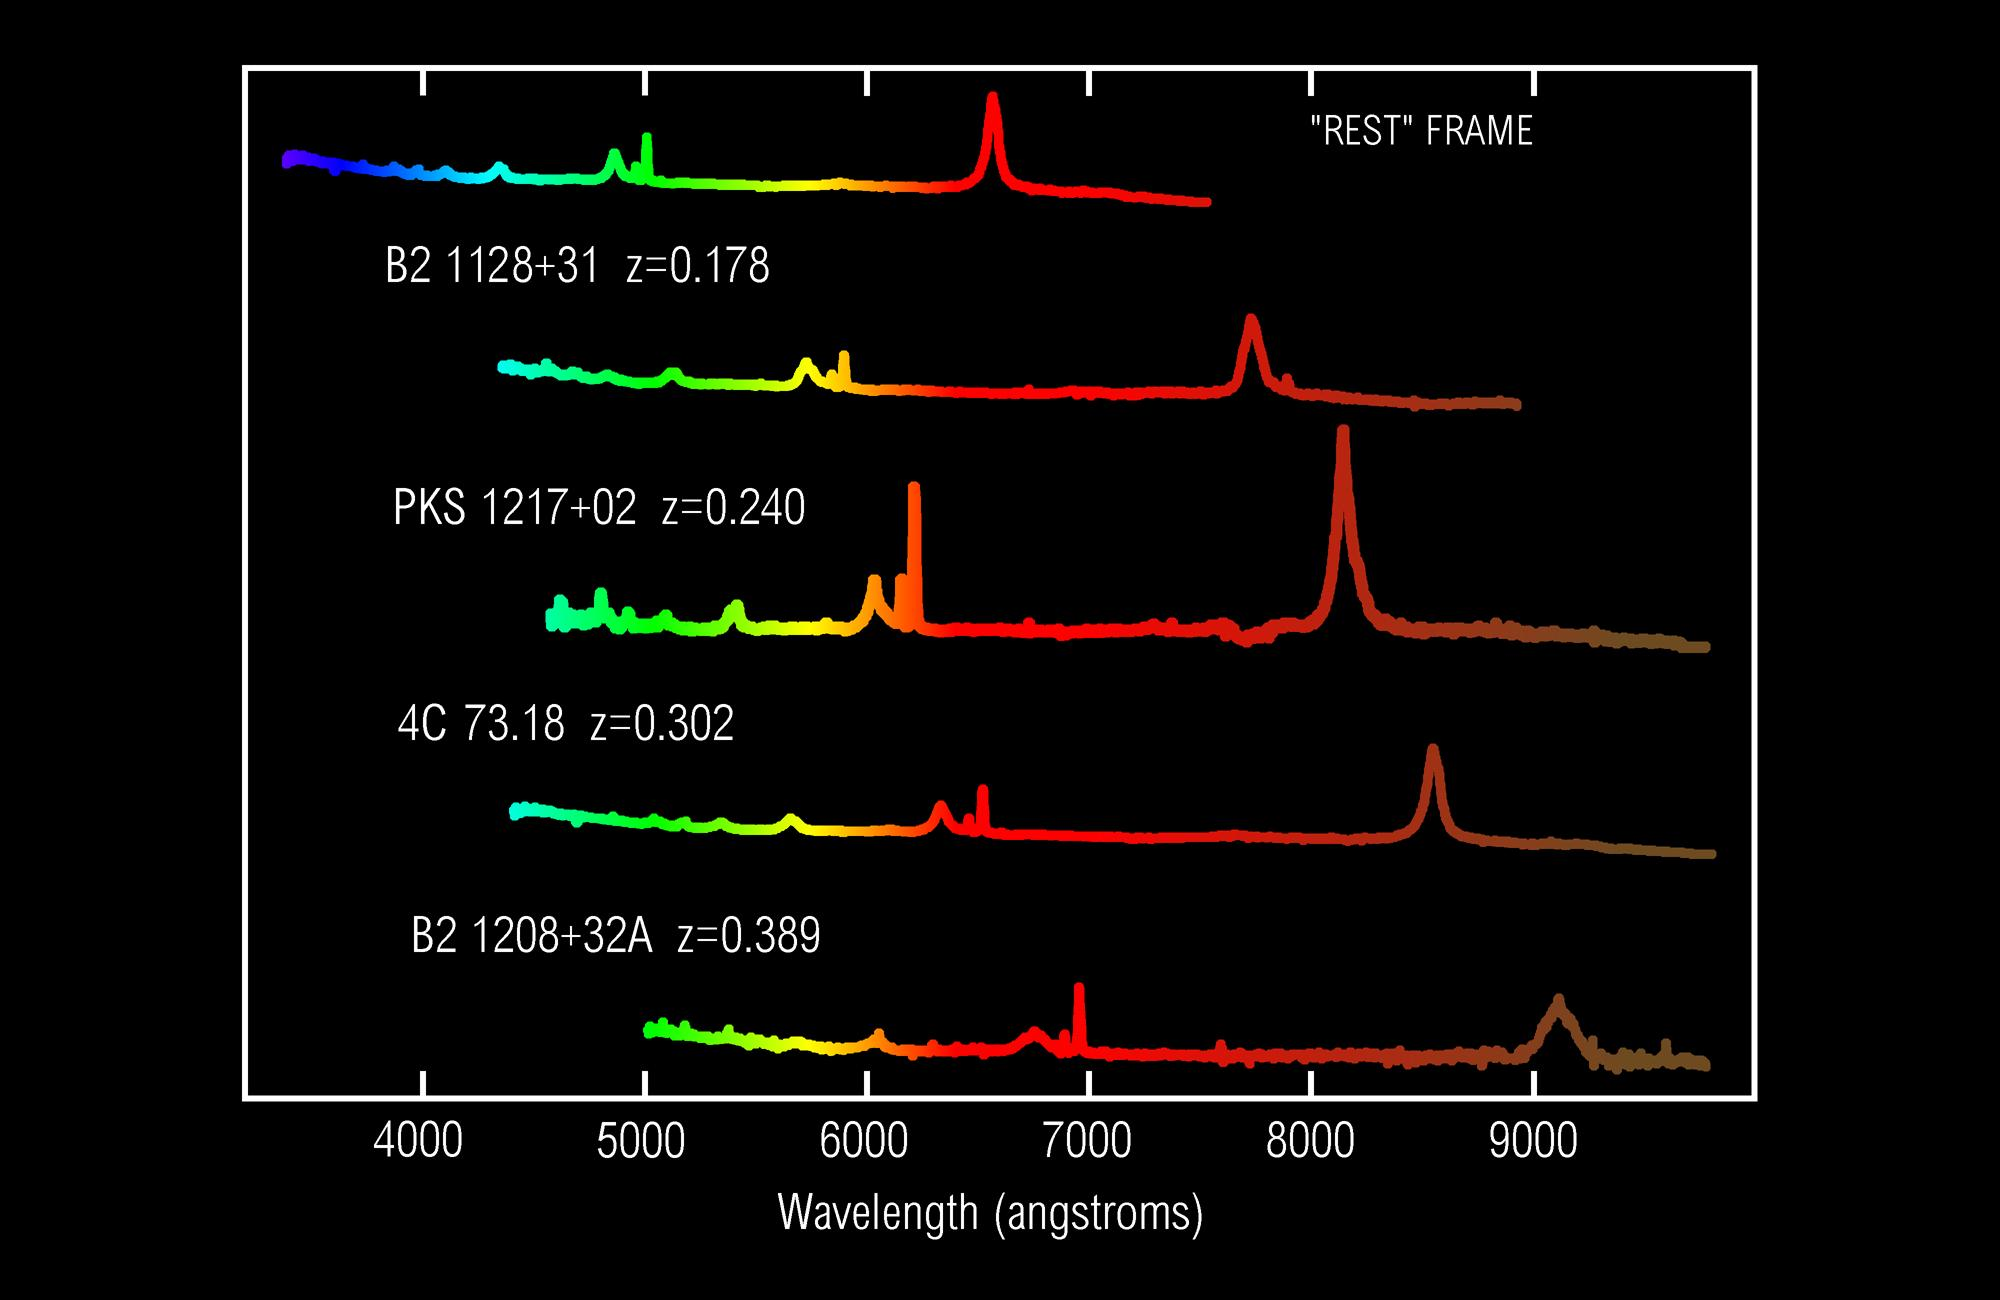 "REST" FRAME
B2 1128+31 z=0.178
PKS 1217+02 z=0.240
4C 73.18 z=0.302
B2 1208+32A z=0.389
4000 5000 6000 7000 8000 9000
Wavelength (angstroms)